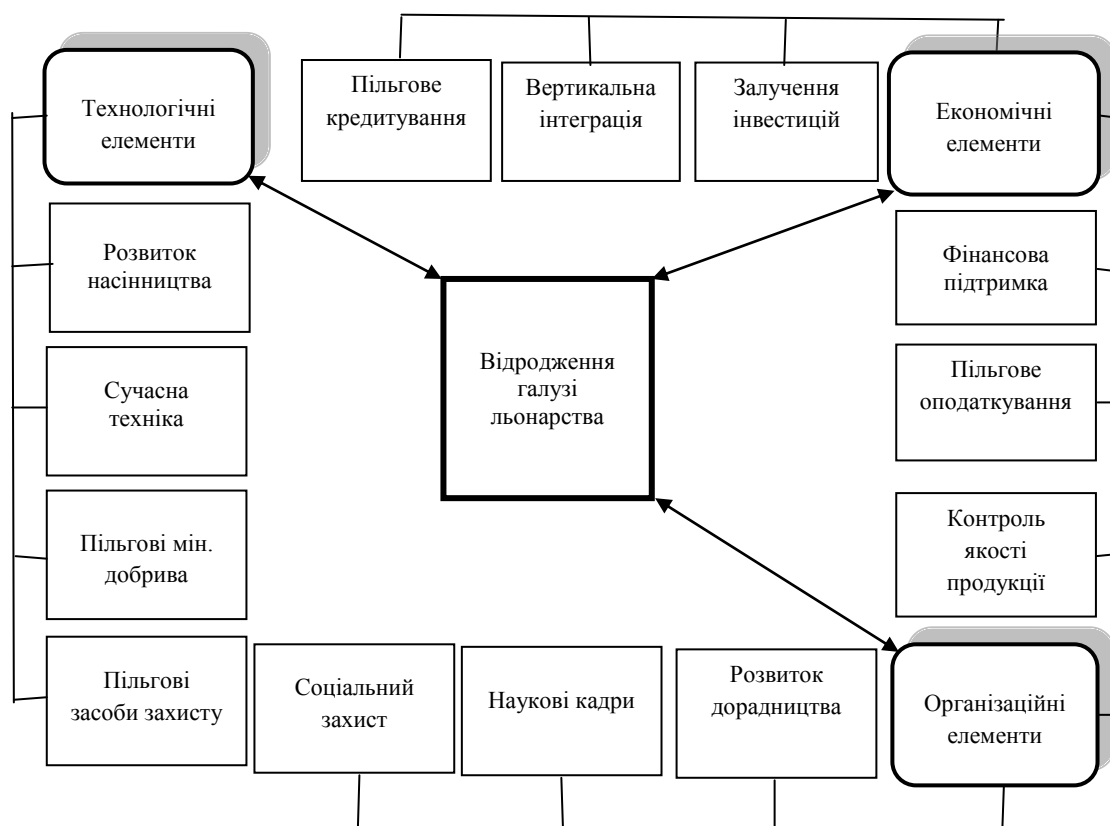 Технологічні
елементи
Пільгове
кредитування
Вертикальна
інтеграція
Залучення
інвестицій
Економічні
елементи
Розвиток
насінництва
Фінансова
підтримка
Сучасна
техніка
Відродження
галузі
льонарства
Пільгове
оподаткування
Пільгові мін.
добрива
Контроль
якості
продукції
Пільгові
засоби захисту
Соціальний
захист
Наукові кадри
Розвиток
дорадництва
Організаційні
елементи